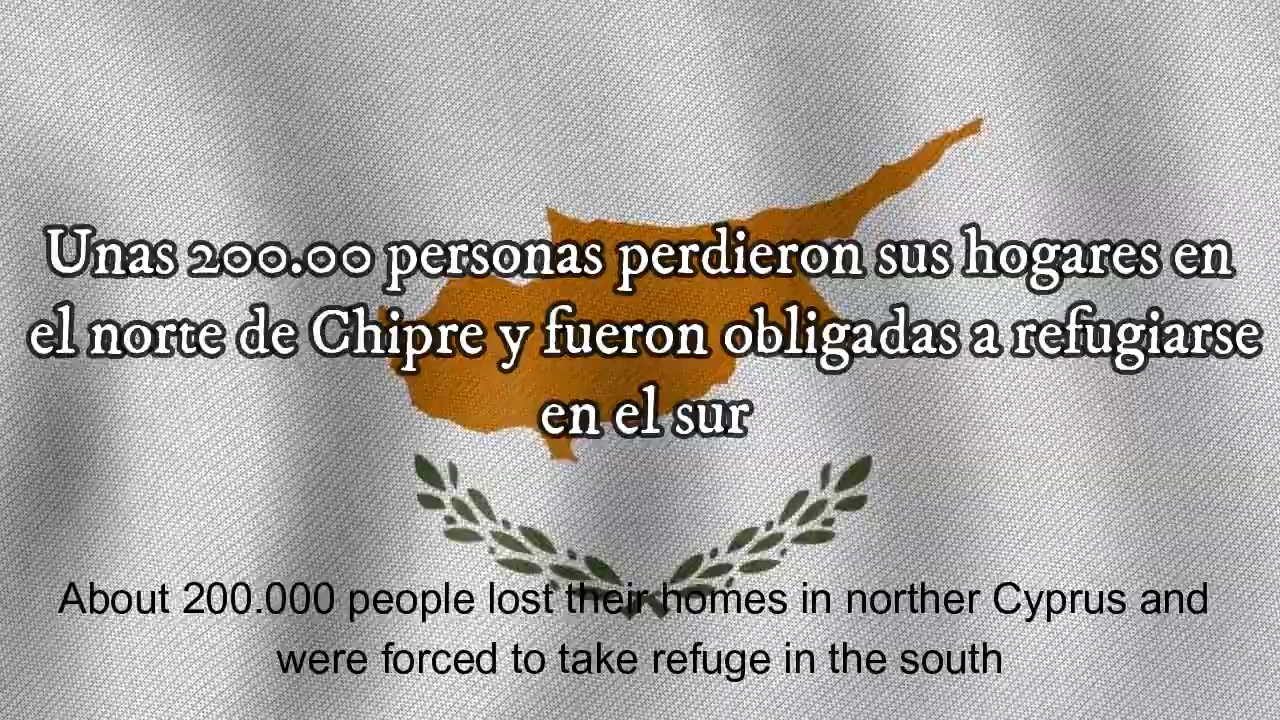 Unas 200.00 personas perdieron sus hogares en
el norte de Chipre y fueron obligadas a refugiarse
en el sur
About 200.000 people lost their homes in norther Cyprus and
were forced to take refuge in the south